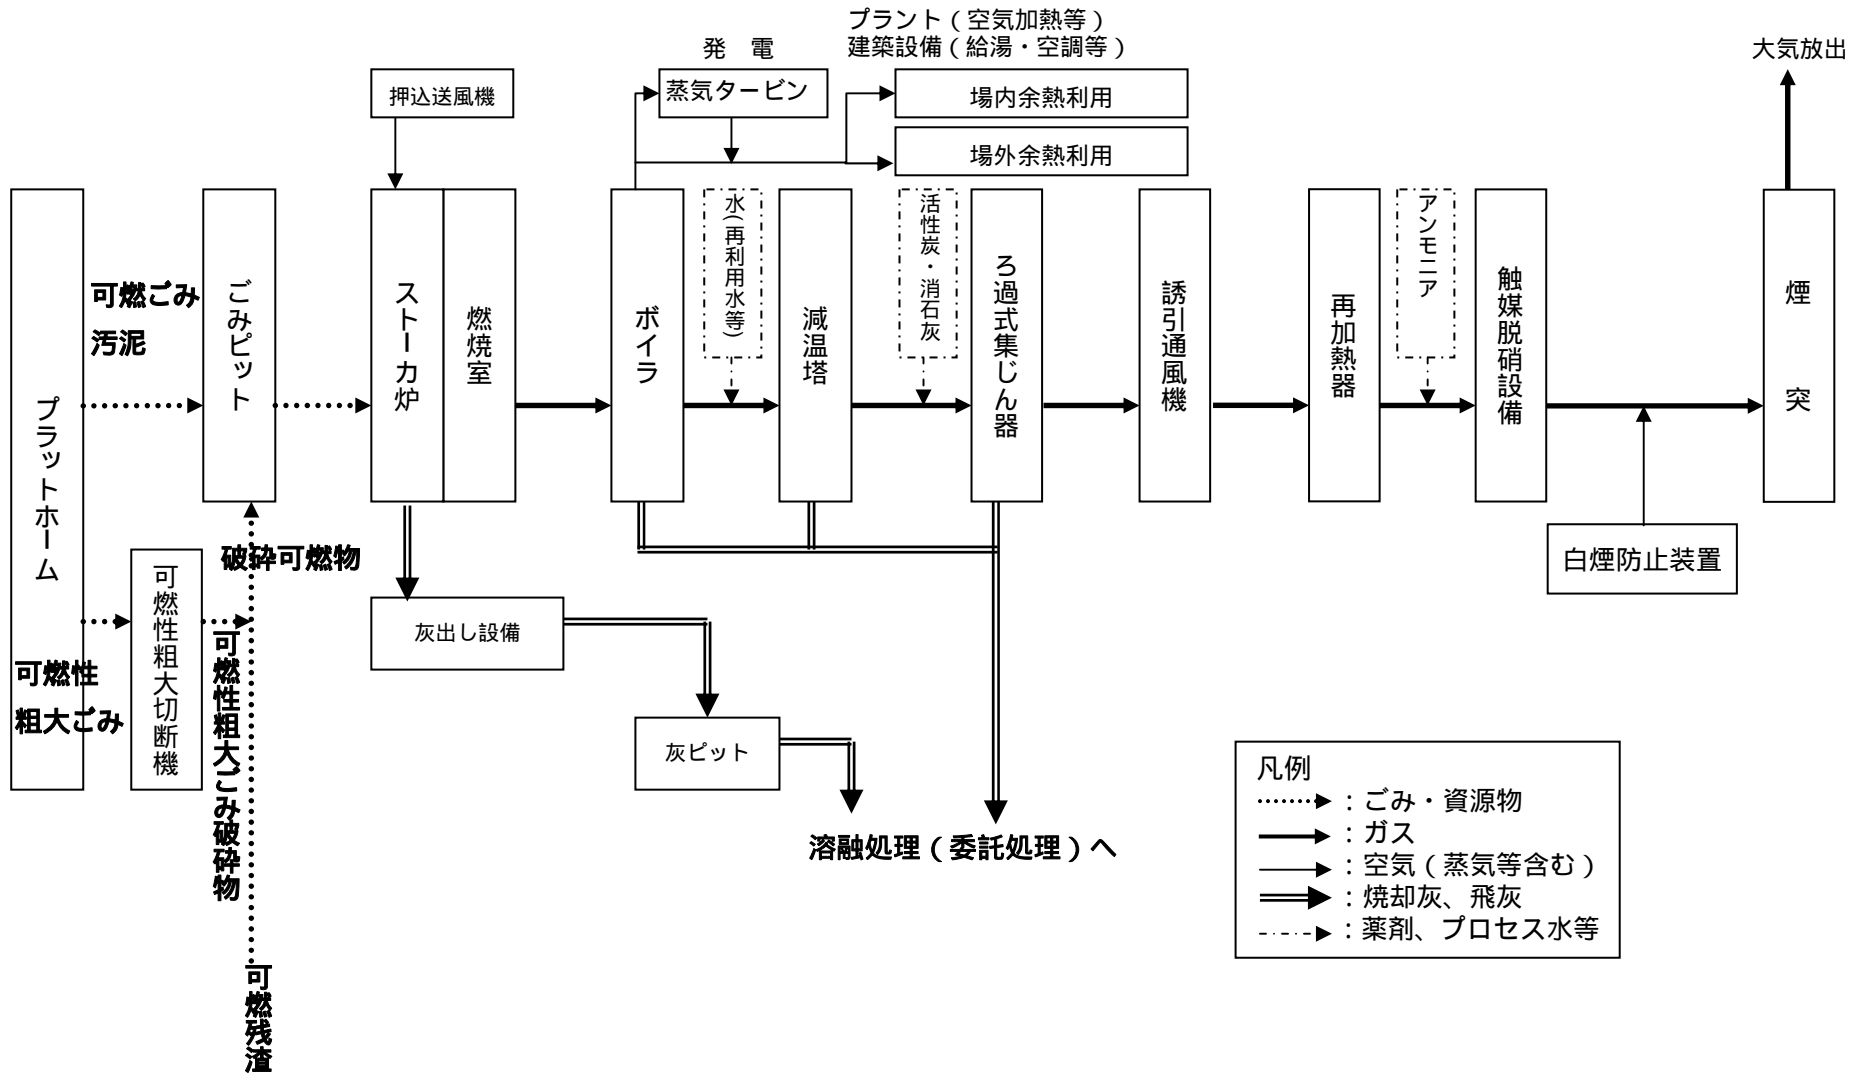 プラント（空気加熱等）
建築設備（給湯・空調等）
発　電
大気放出
押込送風機
蒸気タービン
場内余熱利用
場外余熱利用
プラットホーム
可燃ごみ
汚泥
ごみピット
ストーカ炉
燃焼室
ボイラ
水(再利用水等)
減温塔
活性炭・消石灰
ろ過式集じん器
誘引通風機
再加熱器
アンモニア
触媒脱硝設備
煙突
白煙防止装置
破砕可燃物
可燃性
粗大ごみ
可燃性粗大切断機
可燃性粗大ごみ破砕物
可燃残渣
灰出し設備
灰ピット
溶融処理（委託処理）へ
凡例
：ごみ・資源物
：ガス
：空気（蒸気等含む）
：焼却灰、飛灰
：薬剤、プロセス水等